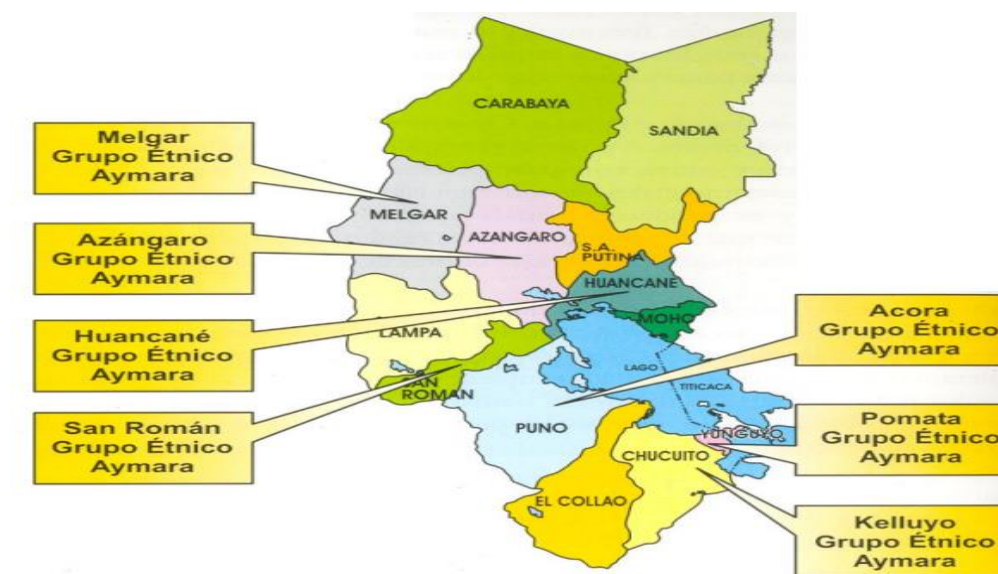 CARABAYA
SANDIA
Melgar
Grupo Étnico
Aymara
MELGAR
AZANGARO
S.A.
PUTINA
Azángaro
Grupo Étnico
Aymara
HUANCANE
MOHO
LAMPA
Huancané
Grupo Étnico
Aymara
Acora
Grupo Étnico
Aymara
LAGO
TITICACA
SAN
ROMAN
San Román
Grupo Étnico
Aymara
PUNO
YUNGUYO
CHUCUITO
Pomata
Grupo Étnico
Aymara
EL COLLAO
Kelluyo
Grupo Étnico
Aymara